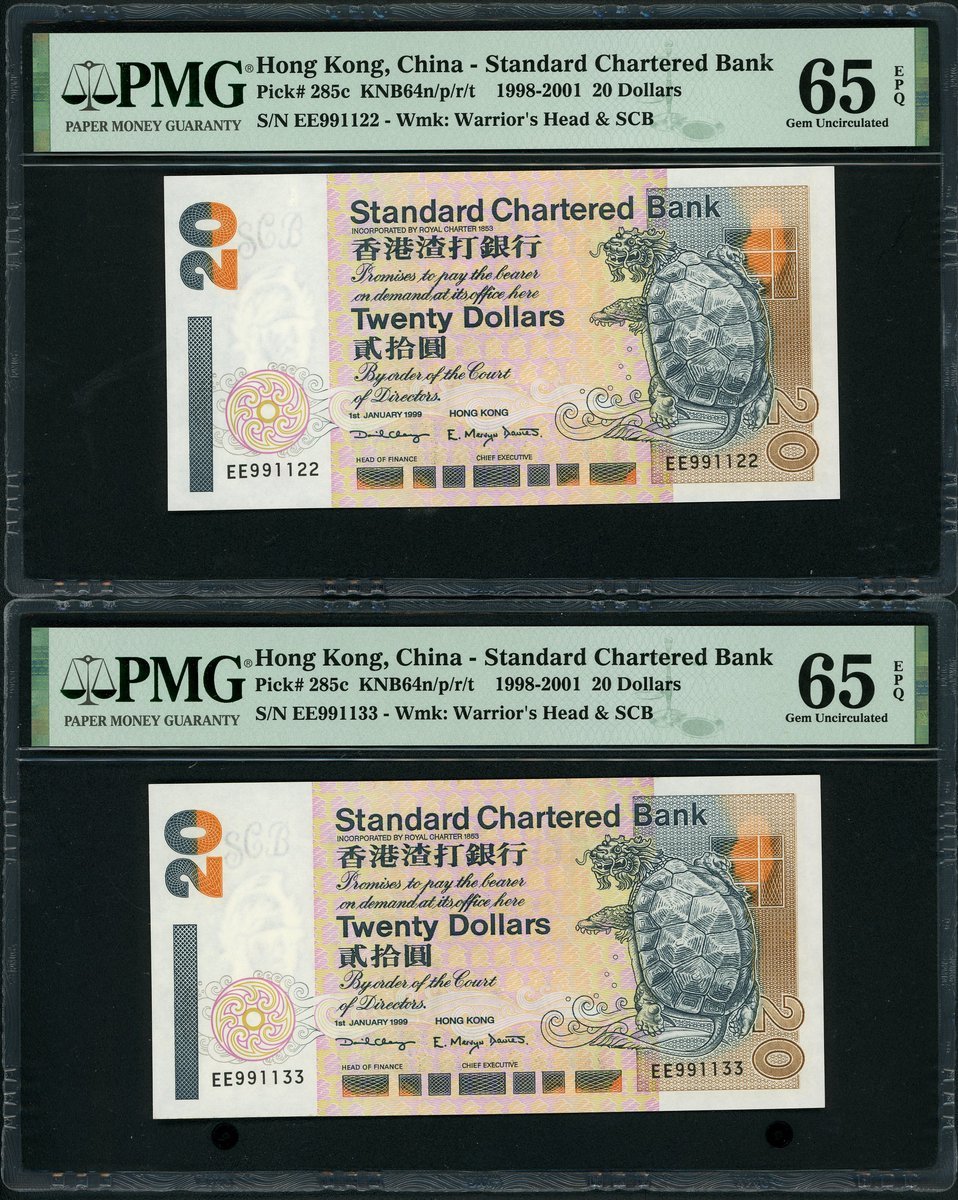 PMG®
PAPER MONEY GUARANTY
Hong Kong, China - Standard Chartered Bank
Pick# 285c KNB64n/p/r/t 1998-2001 20 Dollars
S/N EE991122 - Wmk: Warrior's Head & SCB
65 EPQ
Gem Uncirculated
20
SCB
Standard Chartered Bank
INCORPORATED BY ROYAL CHARTER 1853
香港渣打銀行
Promises to pay the bearer
on demand at its office here
Twenty Dollars
貳拾圓
By order of the Court
of Directors.
1st JANUARY 1999 HONG KONG
E. Mervyn Davies
HEAD OF FINANCE CHIEF EXECUTIVE
EE991122
EE991122
20
PMG®
PAPER MONEY GUARANTY
Hong Kong, China - Standard Chartered Bank
Pick# 285c KNB64n/p/r/t 1998-2001 20 Dollars
S/N EE991133 - Wmk: Warrior's Head & SCB
65 EPQ
Gem Uncirculated
20
SCB
Standard Chartered Bank
INCORPORATED BY ROYAL CHARTER 1853
香港渣打銀行
Promises to pay the bearer
on demand at its office here
Twenty Dollars
貳拾圓
By order of the Court
of Directors.
1st JANUARY 1999 HONG KONG
E. Mervyn Davies
HEAD OF FINANCE CHIEF EXECUTIVE
EE991133
EE991133
20